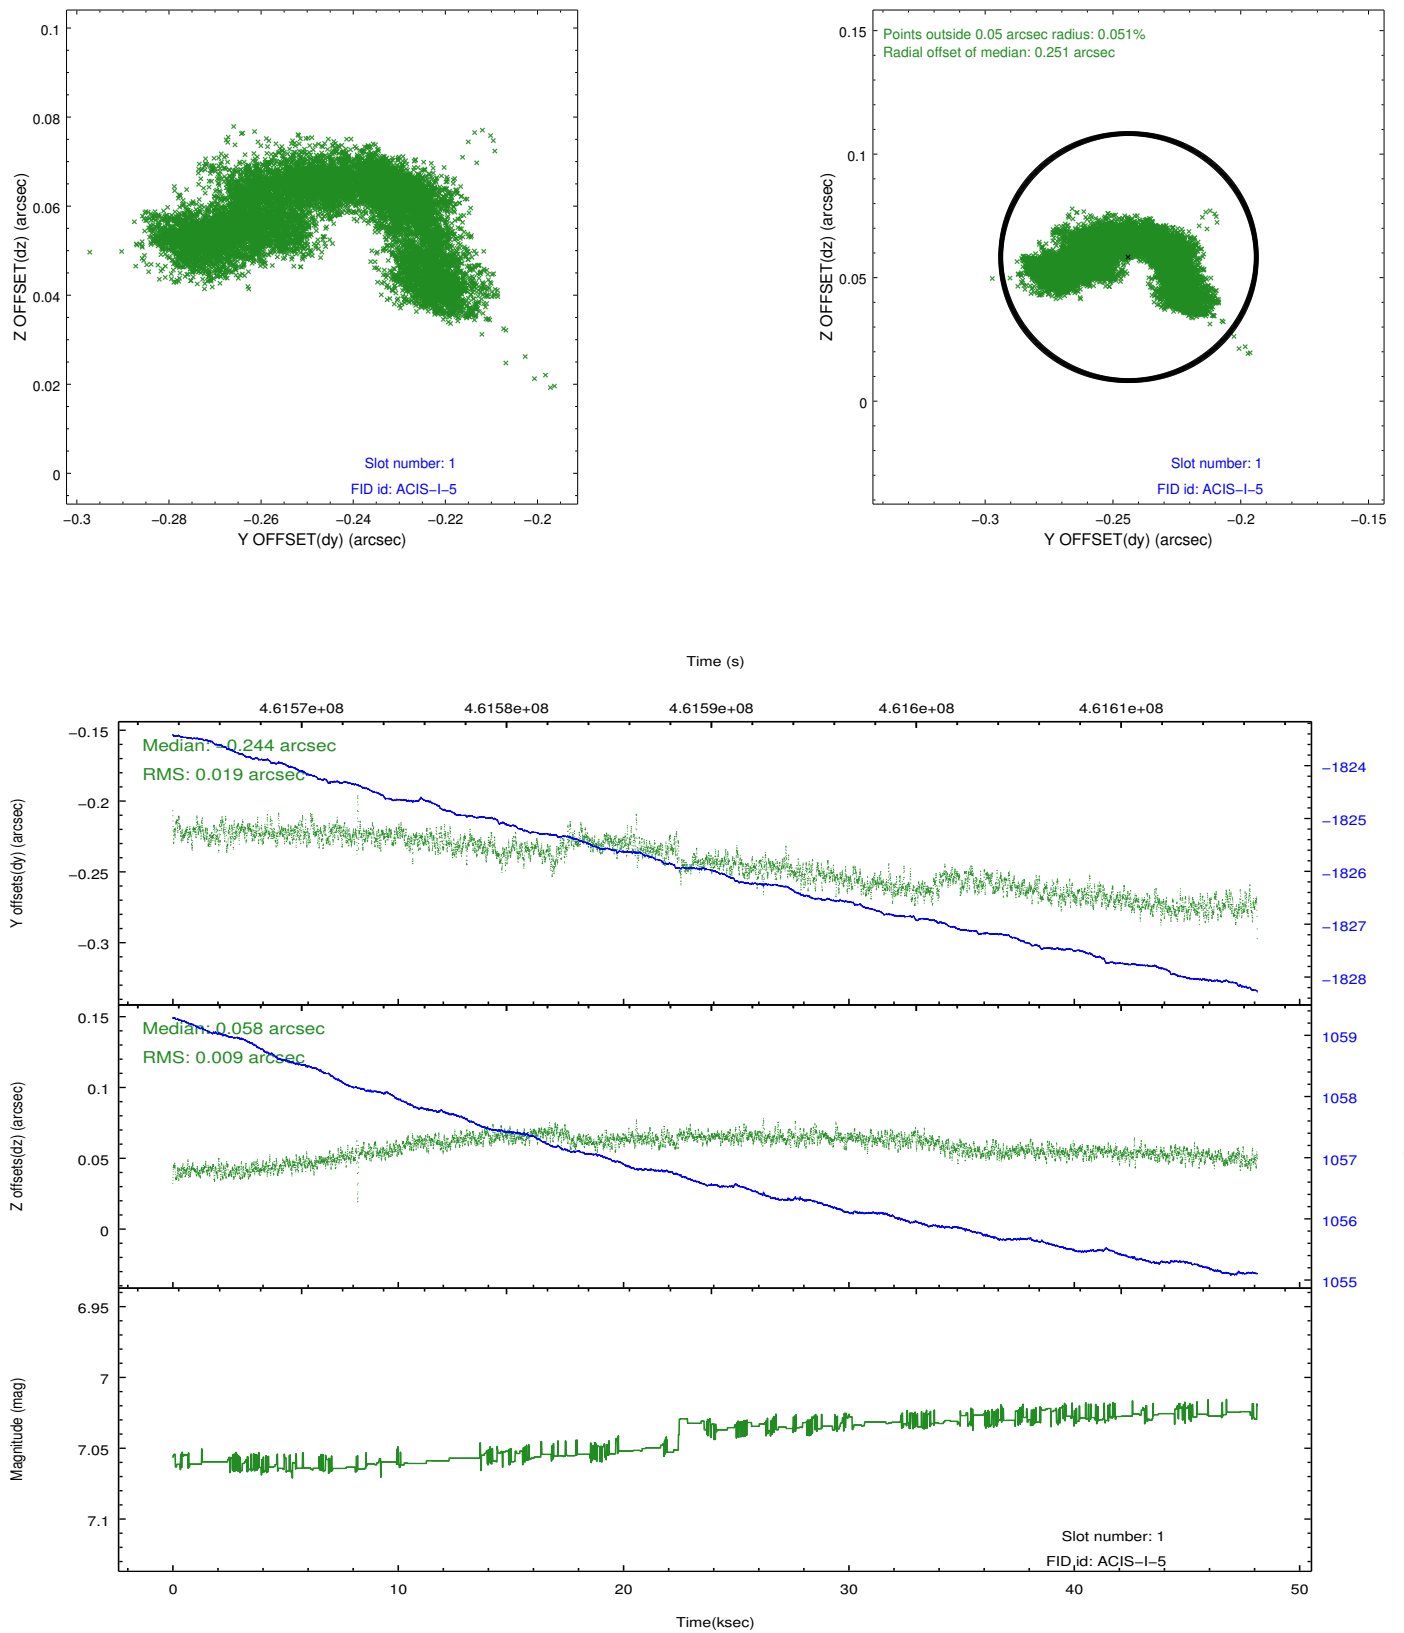 0.1
0.08
0.06
0.04
0.02
0
Z OFFSET(dz) (arcsec)
Slot number: 1
FID id: ACIS−I−5
−0.3 −0.28 −0.26 −0.24 −0.22 −0.2
Y OFFSET(dy) (arcsec)
Points outside 0.05 arcsec radius: 0.051%
Radial offset of median: 0.251 arcsec
0.15
0.1
0.05
0
Z OFFSET(dz) (arcsec)
Slot number: 1
FID id: ACIS−I−5
−0.3 −0.25 −0.2 −0.15
Y OFFSET(dy) (arcsec)
Time (s)
4.6157e+08 4.6158e+08 4.6159e+08 4.616e+08 4.6161e+08
Median: −0.244 arcsec
RMS: 0.019 arcsec
−0.15
−0.2
−0.25
−0.3
Y offsets(dy) (arcsec)
−1824
−1825
−1826
−1827
−1828
Median: 0.058 arcsec
RMS: 0.009 arcsec
0.15
0.1
0.05
0
Z offsets(dz) (arcsec)
1059
1058
1057
1056
1055
6.95
7
7.05
7.1
Magnitude (mag)
Slot number: 1
FID id: ACIS−I−5
0 10 20 30 40 50
Time(ksec)